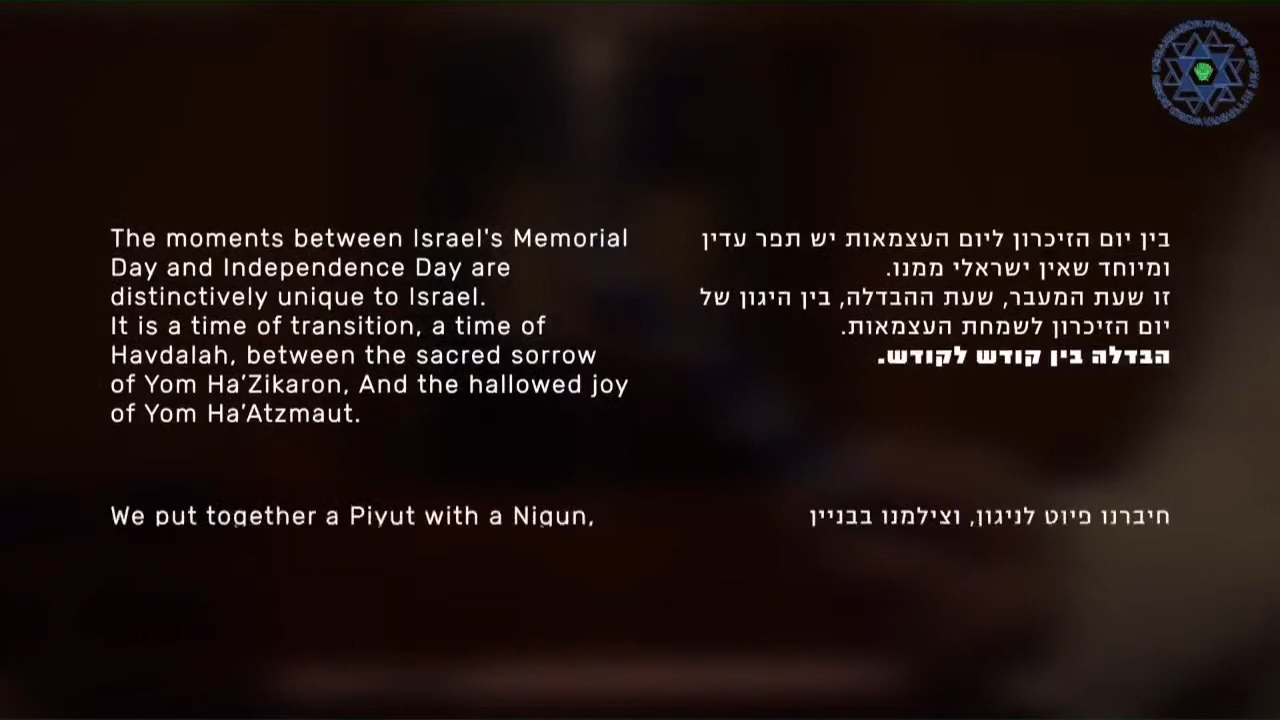 The moments between Israel's Memorial
Day and Independence Day are
distinctively unique to Israel.
It is a time of transition, a time of
Havdalah, between the sacred sorrow
of Yom Ha’Zikaron, And the hallowed joy
of Yom Ha’Atzmaut.
We put together a Piyut with a Nigun,
בין יום הזיכרון ליום העצמאות יש תפר עדין
ומיוחד שאין ישראלי ממנו.
זו שעת המעבר, שעת ההבדלה, בין היגון של
יום הזיכרון לשמחת העצמאות.
הבדלה בין קודש לקודש.
חיברנו פיוט לניגון, וצילמנו בבניין